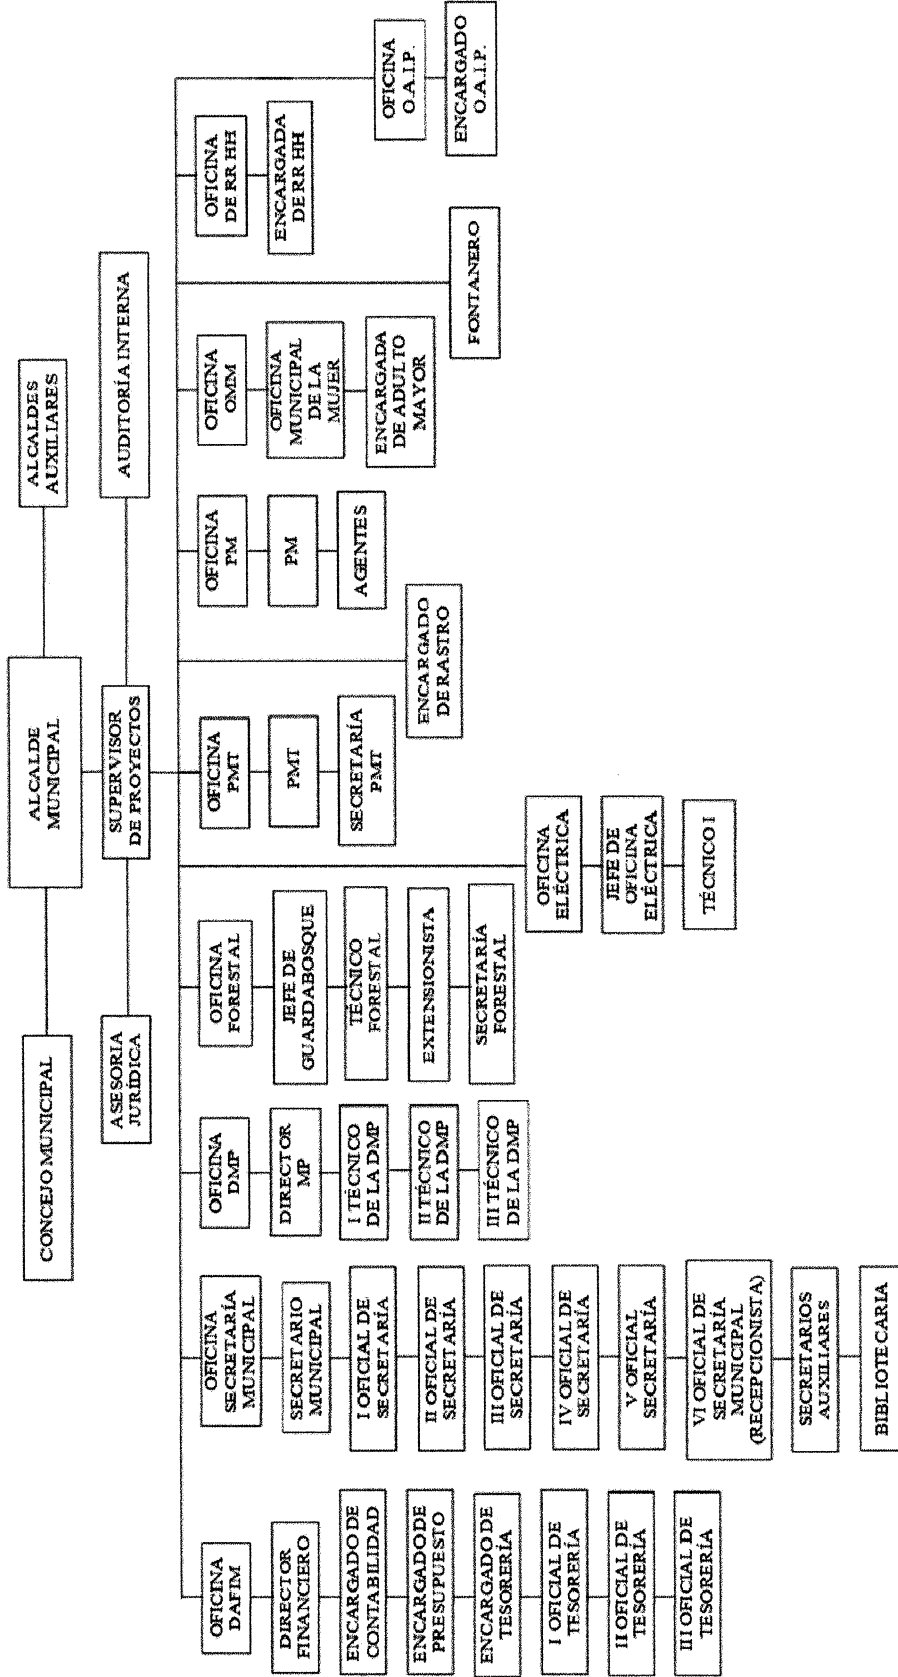 CONCEJO MUNICIPAL
ALCALDE
MUNICIPAL
ALCALDES
AUXILIARES
ASESORIA
JURÍDICA
SUPERVISOR
DE PROYECTOS
AUDITORÍA INTERNA
OFICINA
DAFIM
DIRECTOR
FINANCIERO
ENCARGADO DE
CONTABILIDAD
ENCARGADO DE
PRESUPUESTO
ENCARGADO DE
TESORERÍA
I OFICIAL DE
TESORERÍA
II OFICIAL DE
TESORERÍA
III OFICIAL DE
TESORERÍA
OFICINA
SECRETARÍA
MUNICIPAL
SECRETARIO
MUNICIPAL
I OFICIAL DE
SECRETARÍA
II OFICIAL DE
SECRETARÍA
III OFICIAL DE
SECRETARÍA
IV OFICIAL DE
SECRETARÍA
V OFICIAL
SECRETARÍA
VI OFICIAL DE
SECRETARÍA
MUNICIPAL
(RECEPCIONISTA)
SECRETARIOS
AUXILIARES
BIBLIOTECARIA
OFICINA
DMP
DIRECTOR
MP
I TÉCNICO
DE LA DMP
II TÉCNICO
DE LA DMP
III TÉCNICO
DE LA DMP
OFICINA
FORESTAL
JEFE DE
GUARDABOSQUE
TÉCNICO
FORESTAL
EXTENSIONISTA
SECRETARÍA
FORESTAL
OFICINA
ELÉCTRICA
JEFE DE
OFICINA
ELÉCTRICA
TÉCNICO I
OFICINA
PMT
PMT
SECRETARÍA
PMT
ENCARGADO
DE RASTRO
OFICINA
PM
PM
AGENTES
OFICINA
OMM
OFICINA
MUNICIPAL
DE LA
MUJER
ENCARGADA
DE ADULTO
MAYOR
FONTANERO
OFICINA
DE RR HH
ENCARGADA
DE RR HH
OFICINA
O.A.I.P.
ENCARGADO
O.A.I.P.